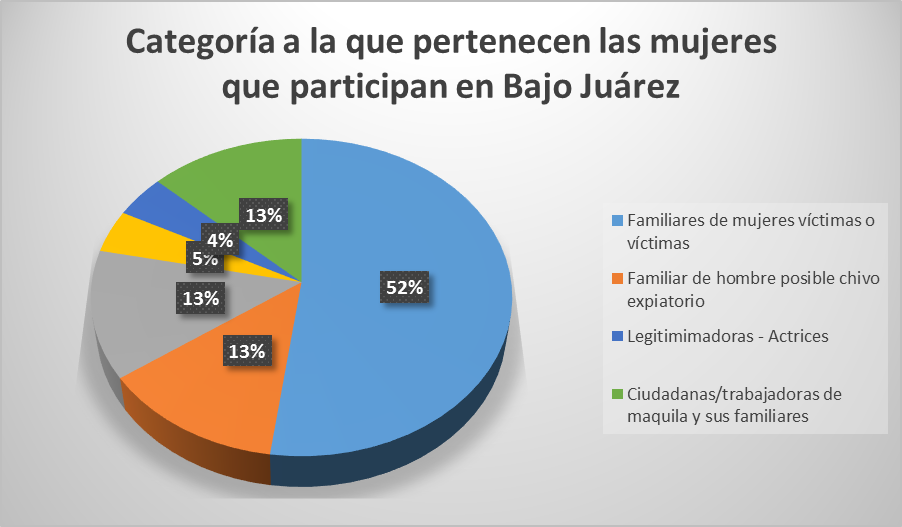 Categoría a la que pertenecen las mujeres
que participan en Bajo Juárez
13%
4%
5%
13%
13%
52%
Familiares de mujeres víctimas o
víctimas
Familiar de hombre posible chivo
expiatorio
Legitimimadoras - Actrices
Ciudadanas/trabajadoras de
maquila y sus familiares